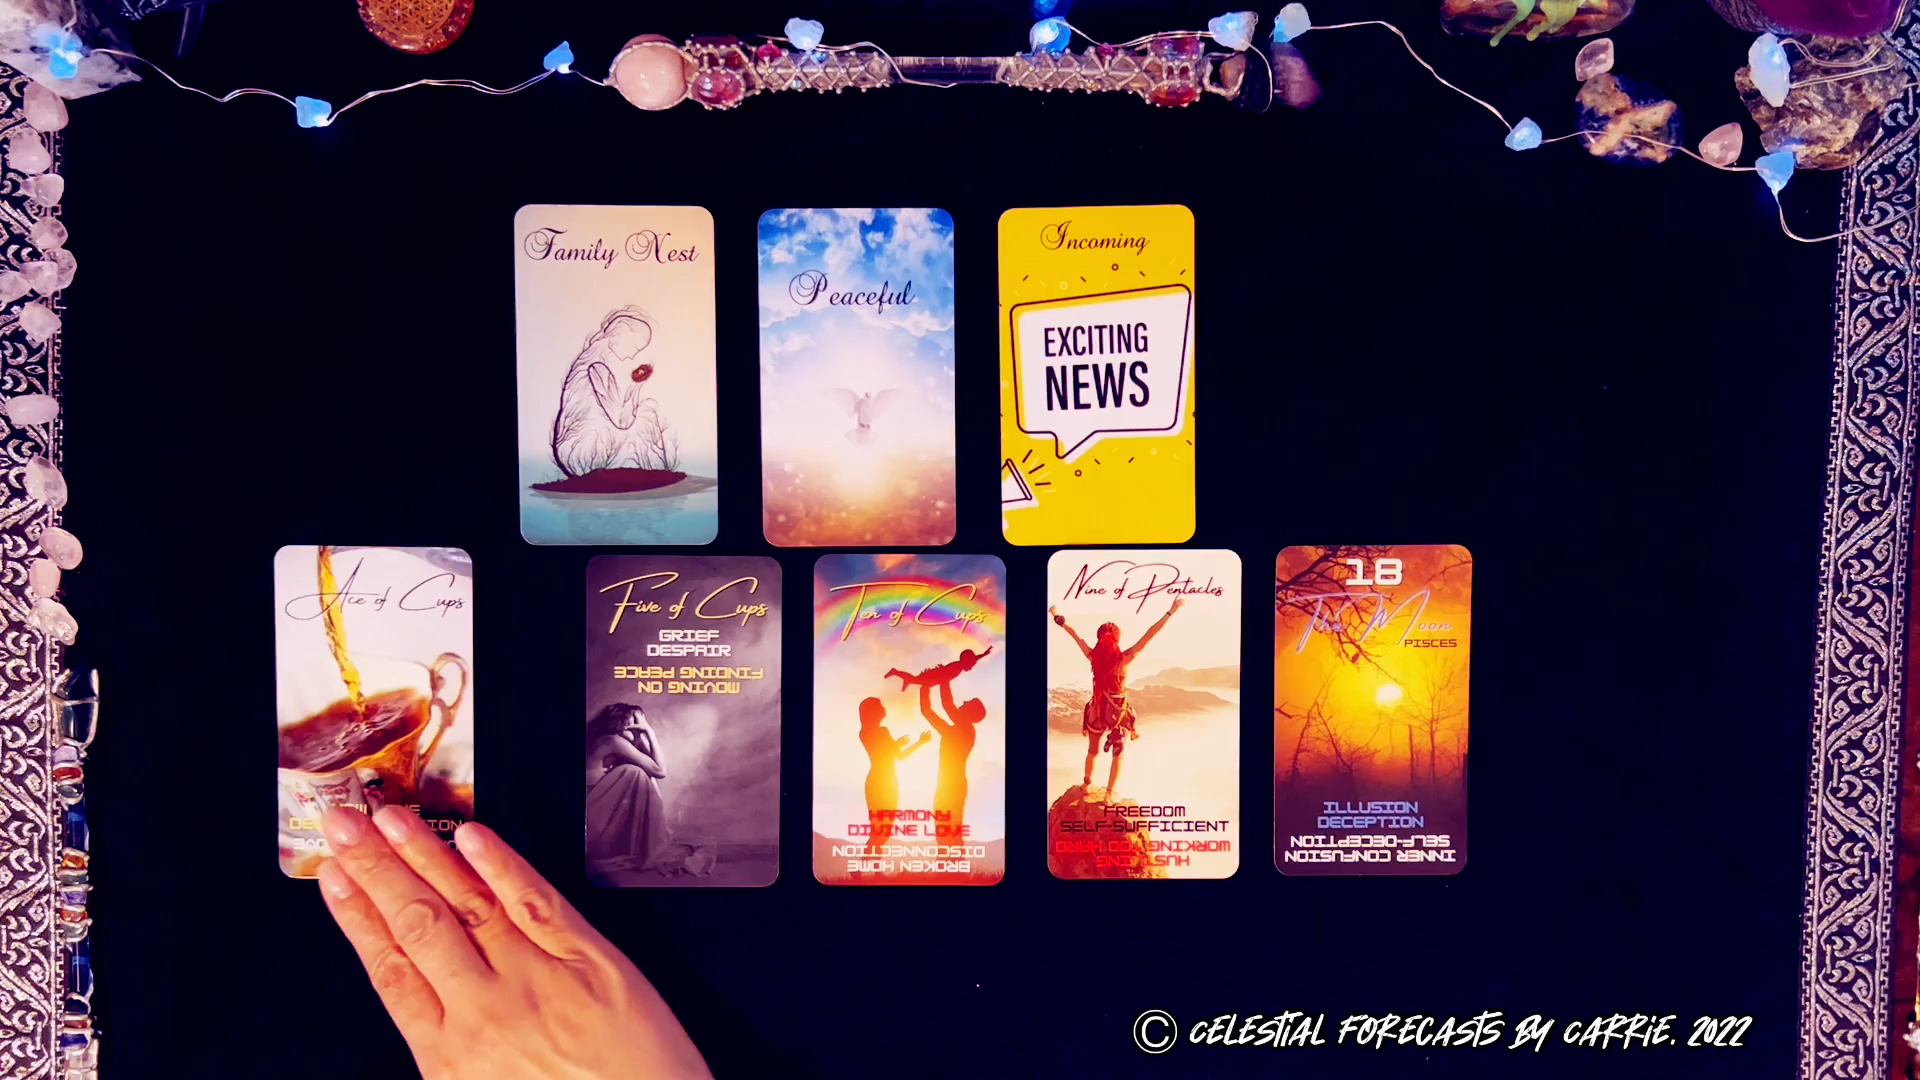 Family Nest
Peaceful
Incoming
EXCITING
NEWS
Ace of Cups
Five of Cups
GRIEF
DESPAIR
MOVING ON
FINDING PEACE
Ten of Cups
HARMONY
DIVINE LOVE
BROKEN HOME
DISCONNECTION
Nine of Pentacles
FREEDOM
SELF-SUFFICIENT
HUSTLING
WORKING TOO HARD
18
The Moon
PISCES
ILLUSION
DECEPTION
INNER CONFUSION
SELF-DECEPTION
© CELESTIAL FORECASTS BY CARRIE. 2022